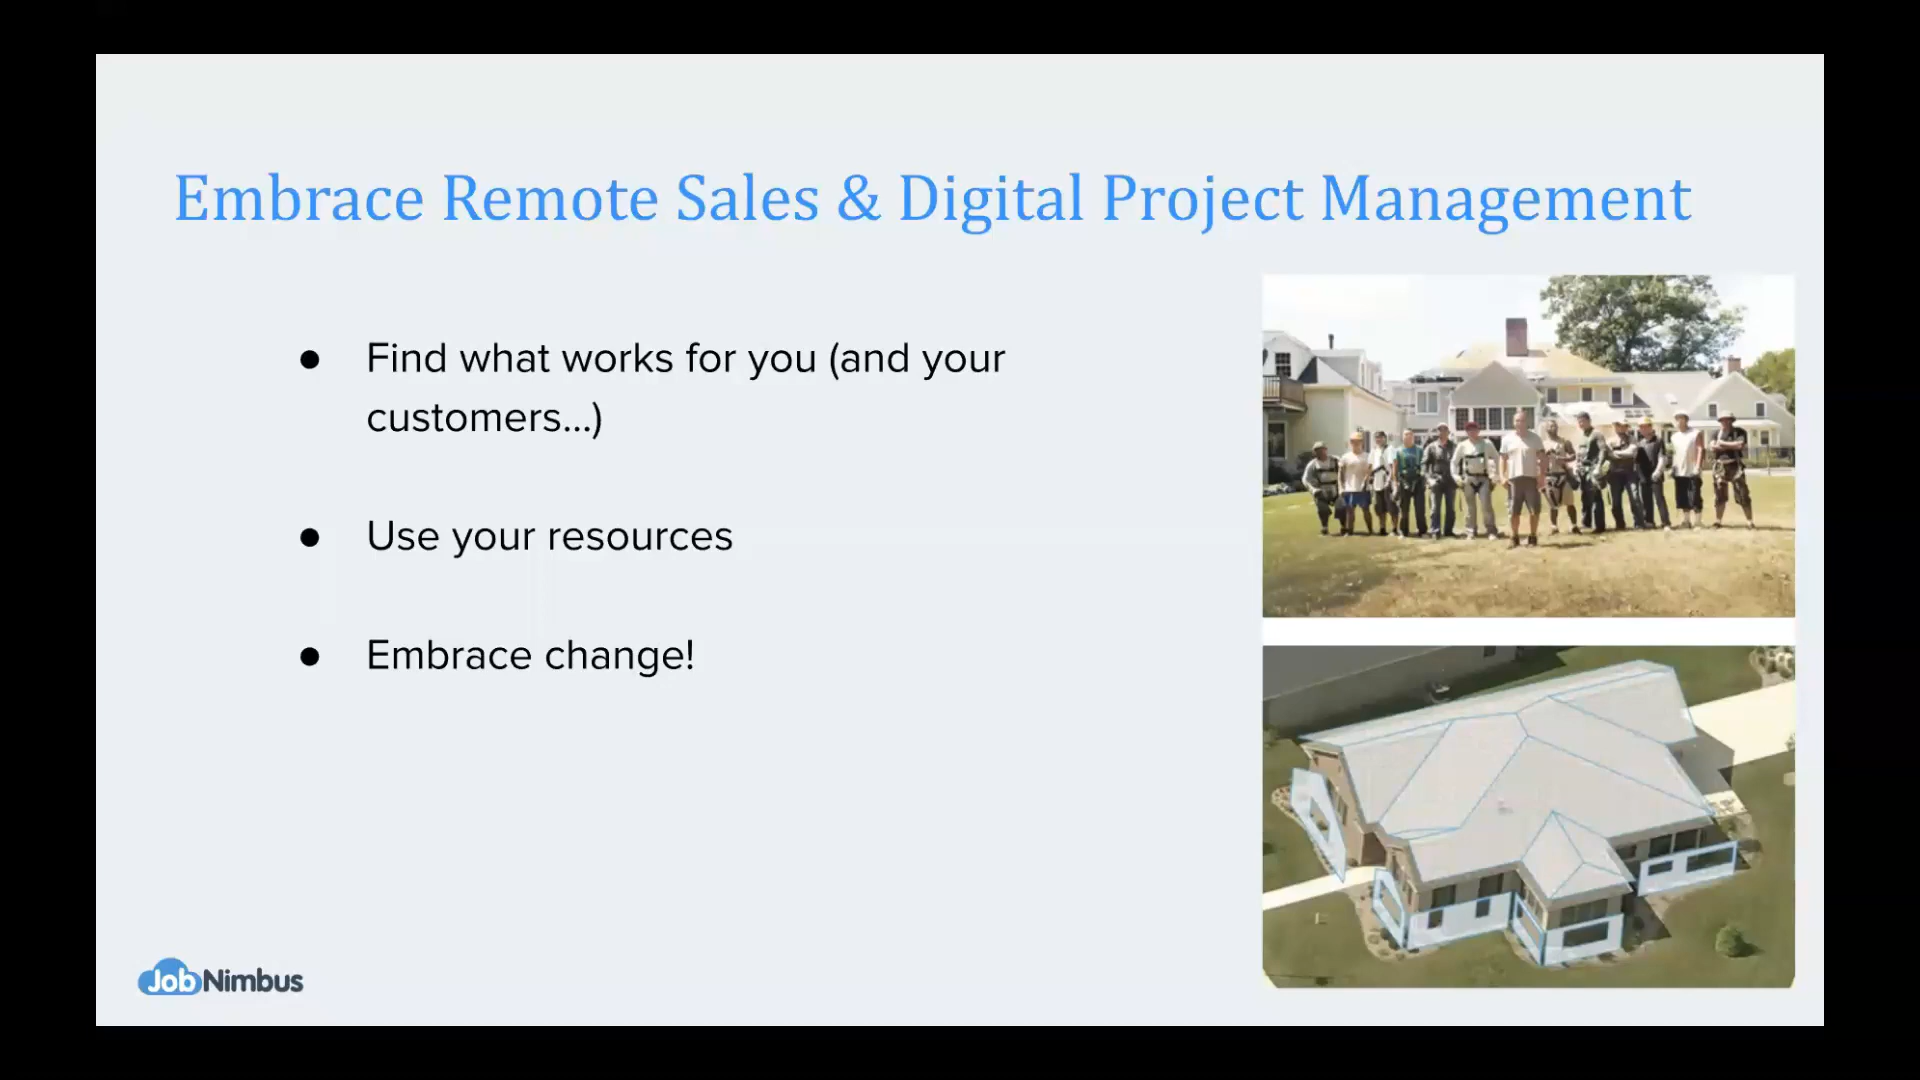 Embrace Remote Sales & Digital Project Management
● Find what works for you (and your
customers...)
● Use your resources
● Embrace change!
JobNimbus